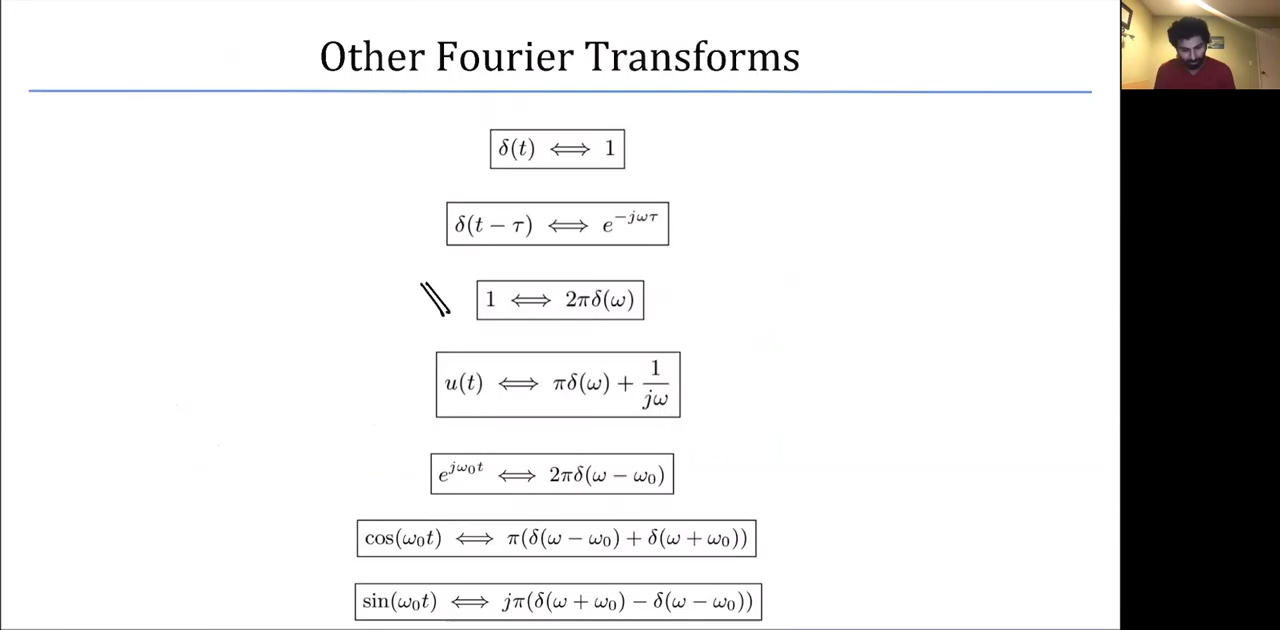 Other Fourier Transforms
δ(t) ⟺ 1
δ(t − τ) ⟺ e^{−jωτ}
1 ⟺ 2πδ(ω)
u(t) ⟺ πδ(ω) + \frac{1}{jω}
e^{jω₀t} ⟺ 2πδ(ω − ω₀)
cos(ω₀t) ⟺ π(δ(ω − ω₀) + δ(ω + ω₀))
sin(ω₀t) ⟺ jπ(δ(ω + ω₀) − δ(ω − ω₀))